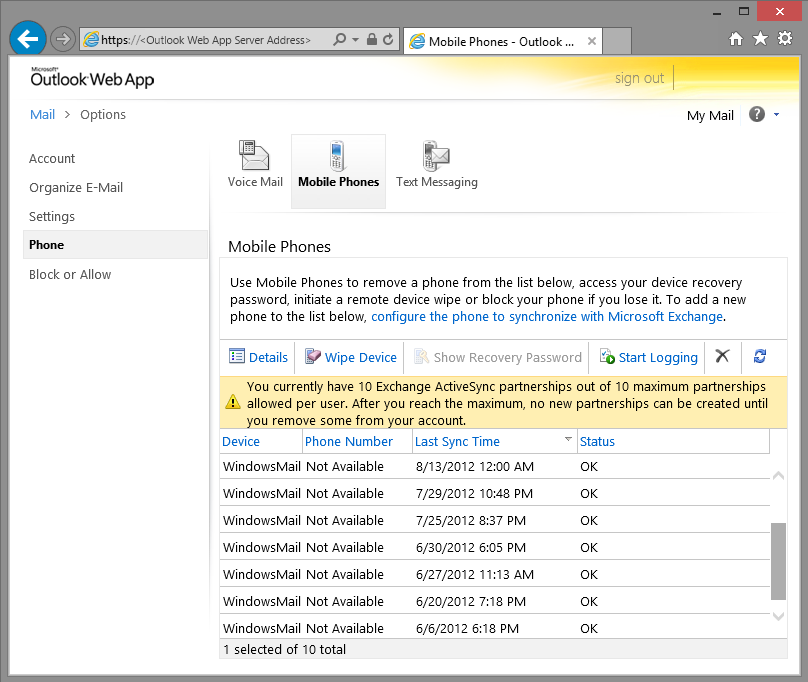 https://<Outlook Web App Server Address>
Mobile Phones - Outlook ...
Microsoft®
Outlook Web App
sign out
Mail > Options
My Mail
Account
Organize E-Mail
Settings
Phone
Block or Allow
Voice Mail
Mobile Phones
Text Messaging
Mobile Phones
Use Mobile Phones to remove a phone from the list below, access your device recovery
password, initiate a remote device wipe or block your phone if you lose it. To add a new
phone to the list below, configure the phone to synchronize with Microsoft Exchange.
Details Wipe Device Show Recovery Password Start Logging
You currently have 10 Exchange ActiveSync partnerships out of 10 maximum partnerships
allowed per user. After you reach the maximum, no new partnerships can be created until
you remove some from your account.
Device Phone Number Last Sync Time Status
WindowsMail Not Available 8/13/2012 12:00 AM OK
WindowsMail Not Available 7/29/2012 10:48 PM OK
WindowsMail Not Available 7/25/2012 8:37 PM OK
WindowsMail Not Available 6/30/2012 6:05 PM OK
WindowsMail Not Available 6/27/2012 11:13 AM OK
WindowsMail Not Available 6/20/2012 7:18 PM OK
WindowsMail Not Available 6/6/2012 6:18 PM OK
1 selected of 10 total